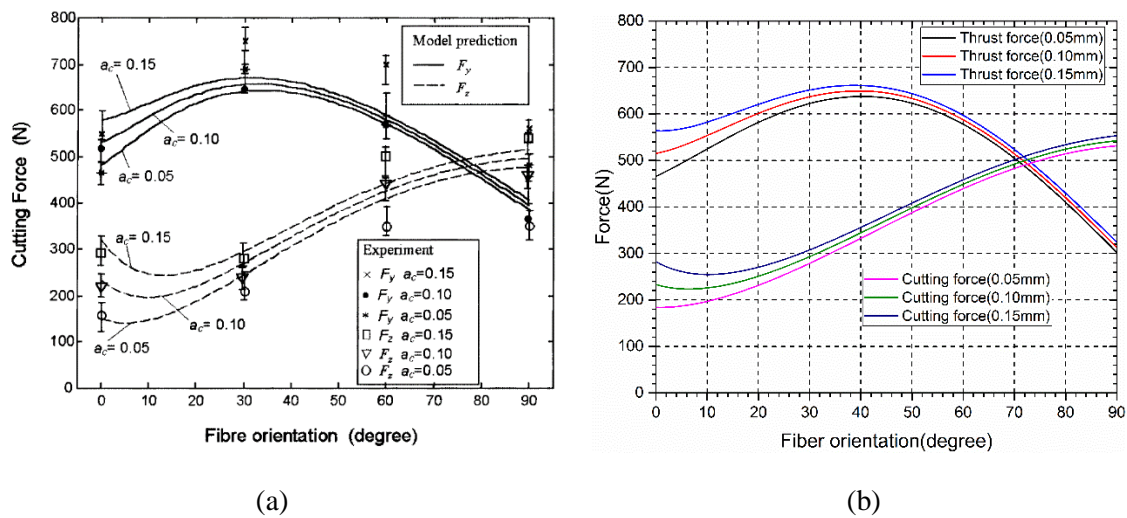 800
700
600
500
400
300
200
100
0
Cutting Force (N)
0 10 20 30 40 50 60 70 80 90
Fibre orientation (degree)
a_c= 0.15
a_c= 0.10
a_c= 0.05
a_c= 0.15
a_c= 0.10
a_c= 0.05
Model prediction
F_y
F_z
Experiment
× F_y a_c=0.15
● F_y a_c=0.10
* F_y a_c=0.05
□ F_z a_c=0.15
▽ F_z a_c=0.10
○ F_z a_c=0.05
(a)
800
700
600
500
400
300
200
100
0
Force(N)
0 10 20 30 40 50 60 70 80 90
Fiber orientation(degree)
Thrust force(0.05mm)
Thrust force(0.10mm)
Thrust force(0.15mm)
Cutting force(0.05mm)
Cutting force(0.10mm)
Cutting force(0.15mm)
(b)